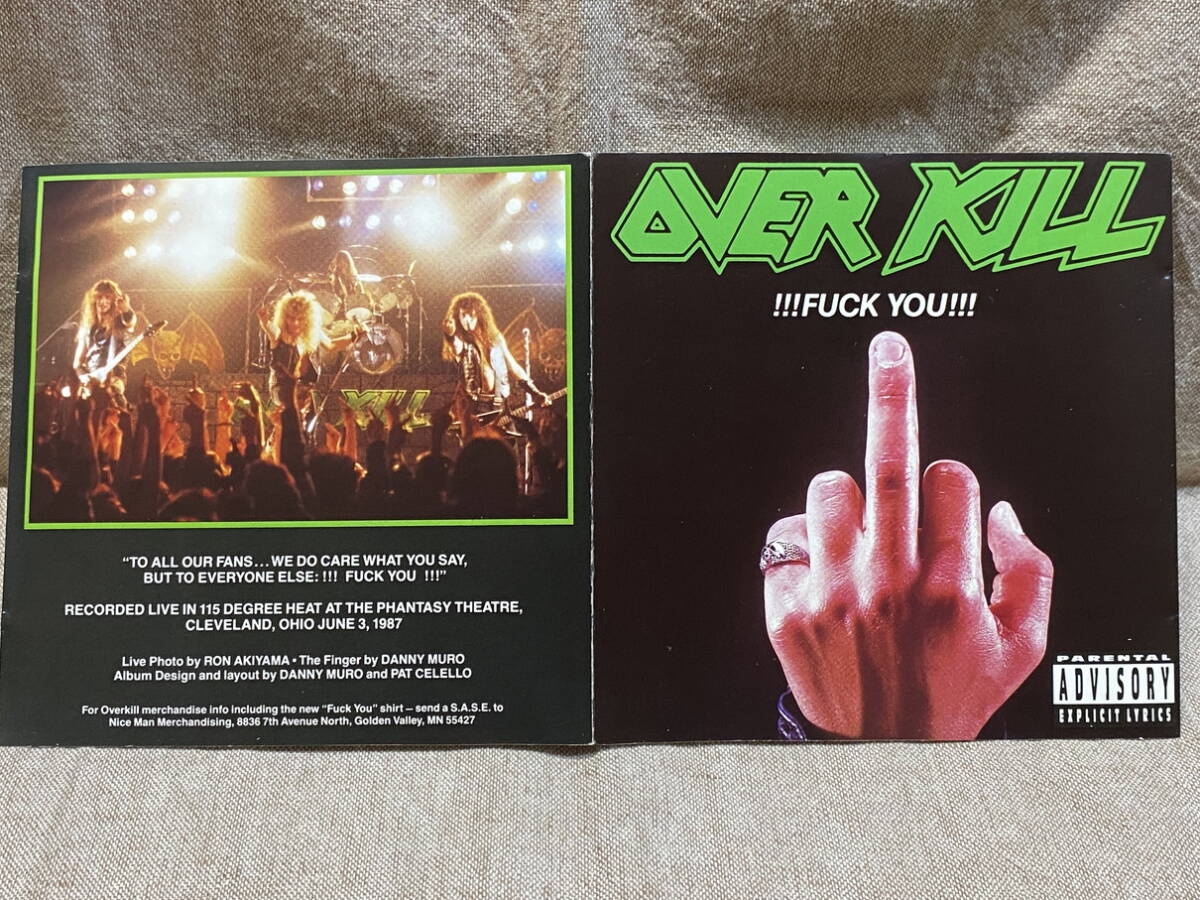 KILL
"TO ALL OUR FANS...WE DO CARE WHAT YOU SAY,
BUT TO EVERYONE ELSE: !!! FUCK YOU !!!"
RECORDED LIVE IN 115 DEGREE HEAT AT THE PHANTASY THEATRE,
CLEVELAND, OHIO JUNE 3, 1987
Live Photo by RON AKIYAMA • The Finger by DANNY MURO
Album Design and layout by DANNY MURO and PAT CELELLO
For Overkill merchandise info including the new "Fuck You" shirt – send a S.A.S.E. to
Nice Man Merchandising, 8836 7th Avenue North, Golden Valley, MN 55427
OVER KILL
!!!FUCK YOU!!!
PARENTAL
ADVISORY
EXPLICIT LYRICS